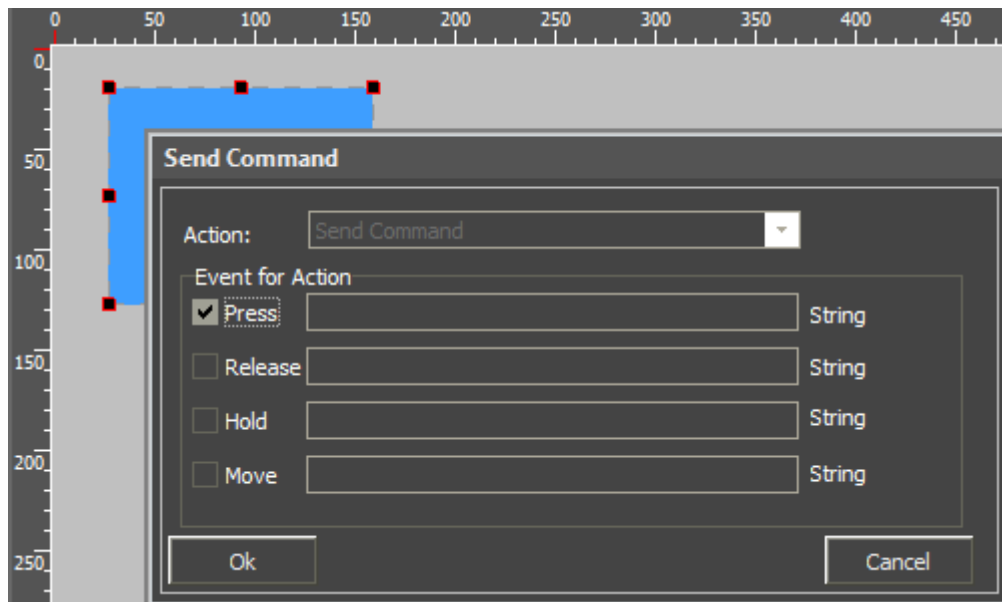 0 50 100 150 200 250 300 350 400 450
0
50
Send Command
Action: Send Command
100
Event for Action
Press String
150
Release String
Hold String
200
Move String
250
Ok Cancel